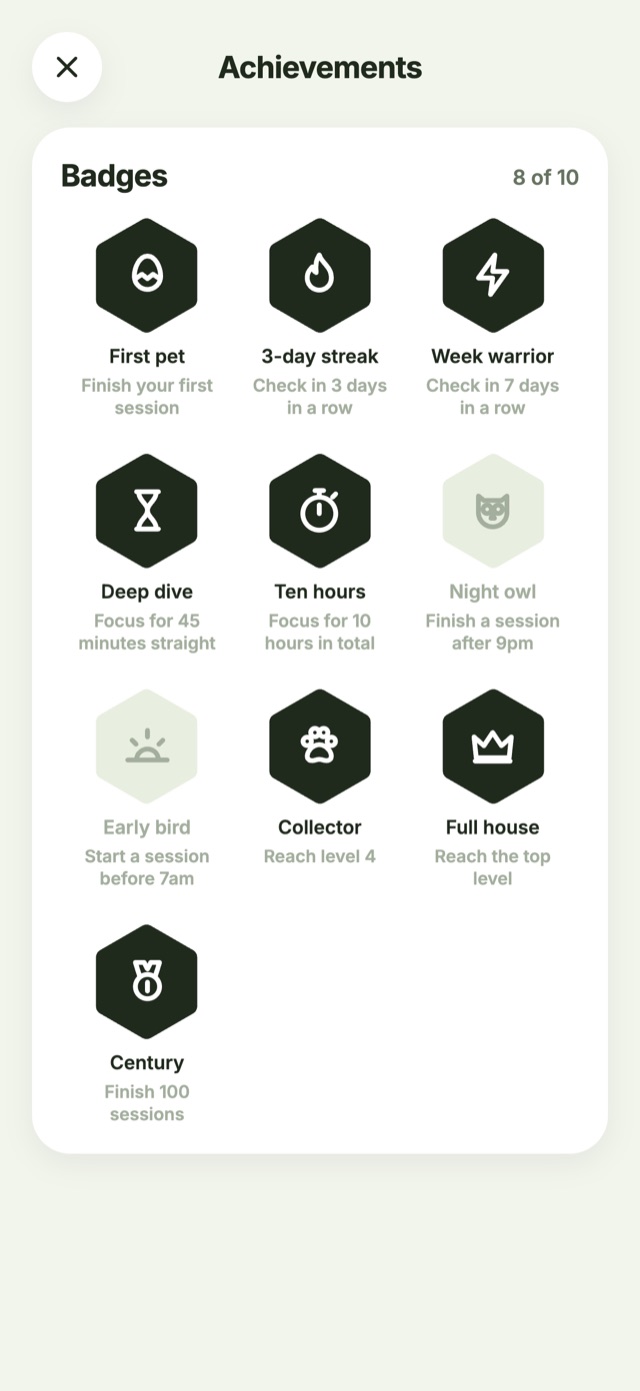 Achievements
Badges
8 of 10
First pet
Finish your first
session
3-day streak
Check in 3 days
in a row
Week warrior
Check in 7 days
in a row
Deep dive
Focus for 45
minutes straight
Ten hours
Focus for 10
hours in total
Night owl
Finish a session
after 9pm
Early bird
Start a session
before 7am
Collector
Reach level 4
Full house
Reach the top
level
Century
Finish 100
sessions